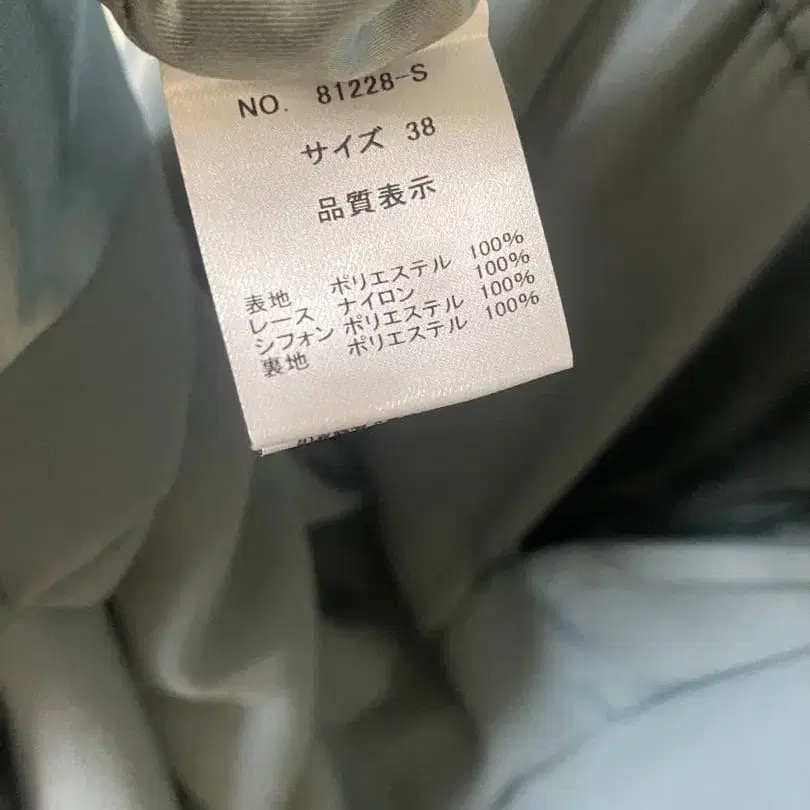 NO. 81228-S
サイズ 38
品質表示
表地 ポリエステル 100%
レース ナイロン 100%
シフォン ポリエステル 100%
裏地 ポリエステル 100%